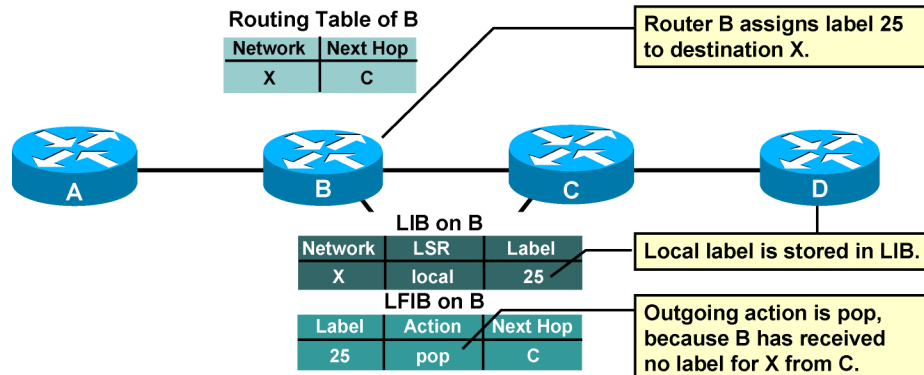 Routing Table of B
Network Next Hop
X C
Router B assigns label 25
to destination X.
A B C D
LIB on B
Network LSR Label
X local 25
Local label is stored in LIB.
LFIB on B
Label Action Next Hop
25 pop C
Outgoing action is pop,
because B has received
no label for X from C.